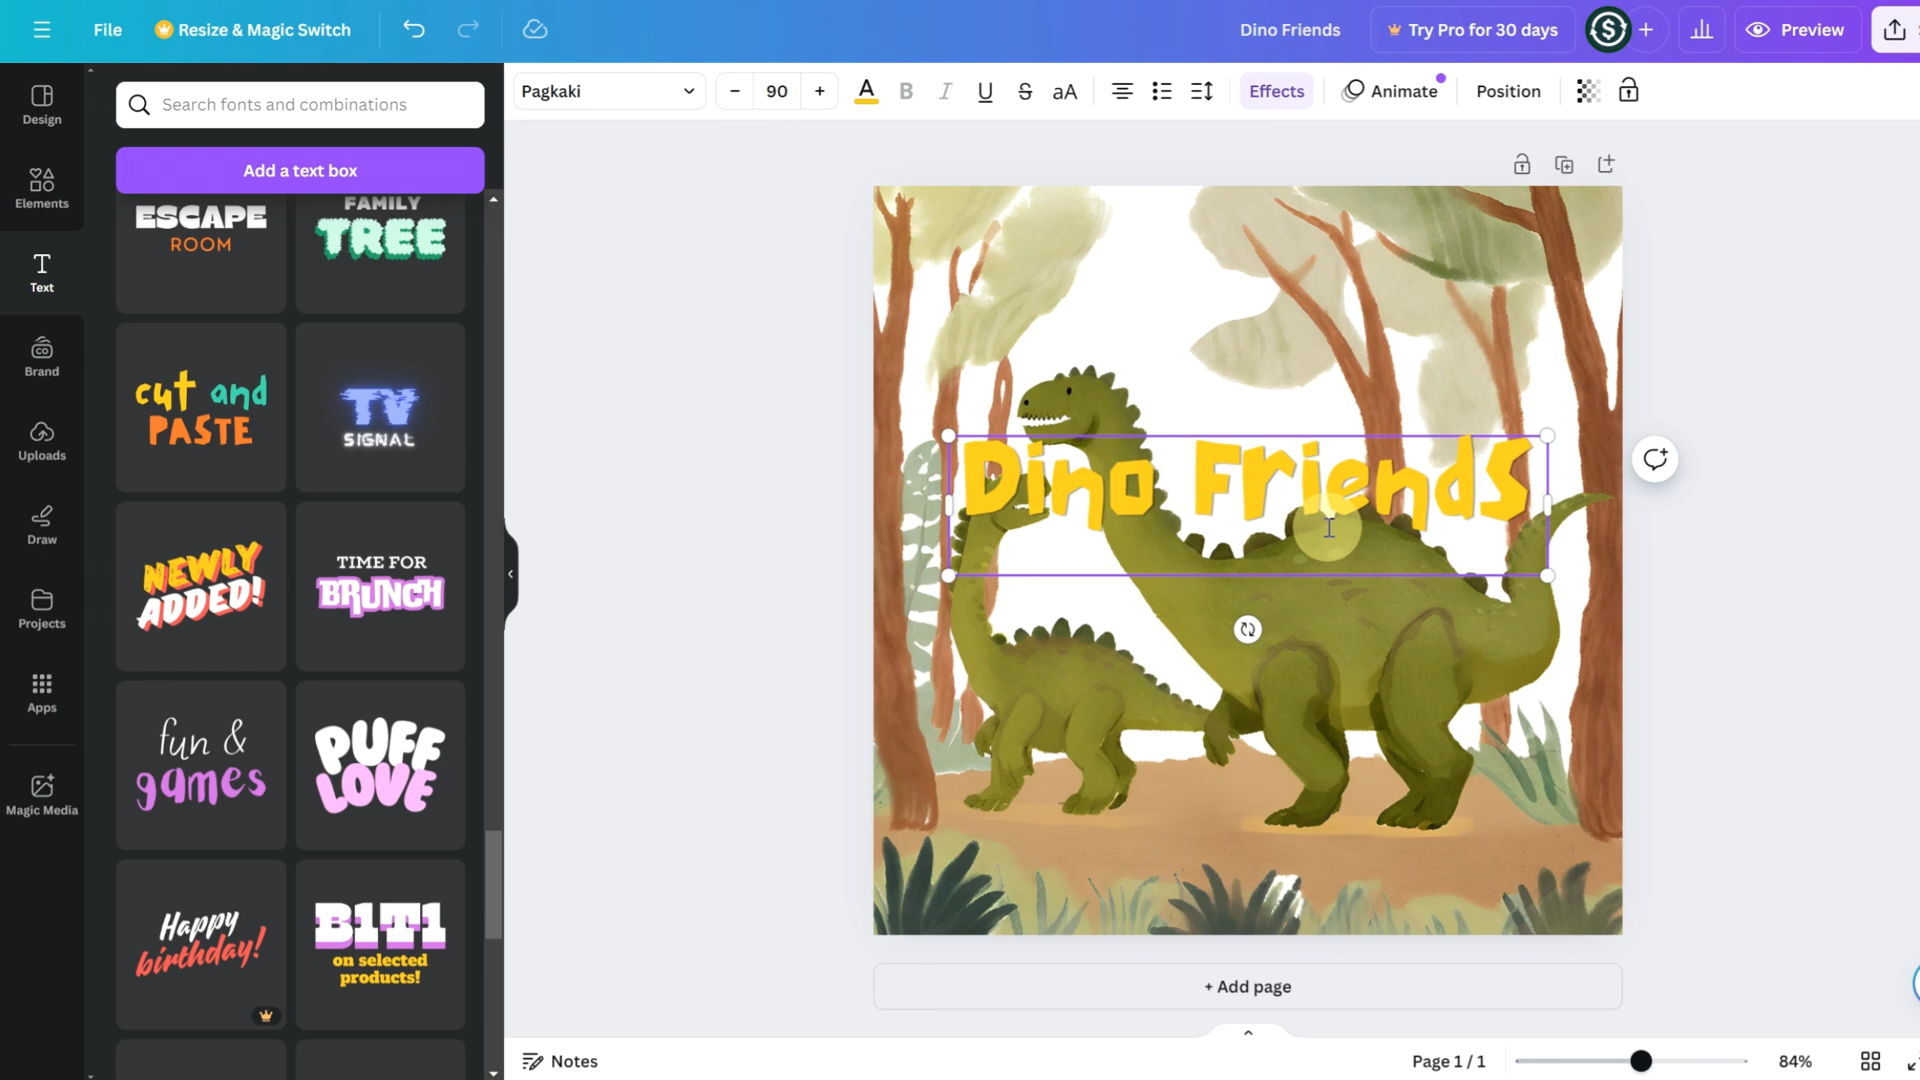 File
Resize & Magic Switch
Dino Friends
Try Pro for 30 days
Preview
Design
Elements
Text
Brand
Uploads
Draw
Projects
Apps
Magic Media
Search fonts and combinations
Add a text box
ESCAPE
ROOM
FAMILY
TREE
cut and
PASTE
TV
SIGNAL
NEWLY
ADDED!
TIME FOR
BRUNCH
fun &
games
PUFF
LOVE
Happy
birthday!
B1T1
on selected
products!
Pagkaki
90
A
B
I
U
S
aA
Effects
Animate
Position
Dino Friends
+ Add page
Notes
Page 1 / 1
84%